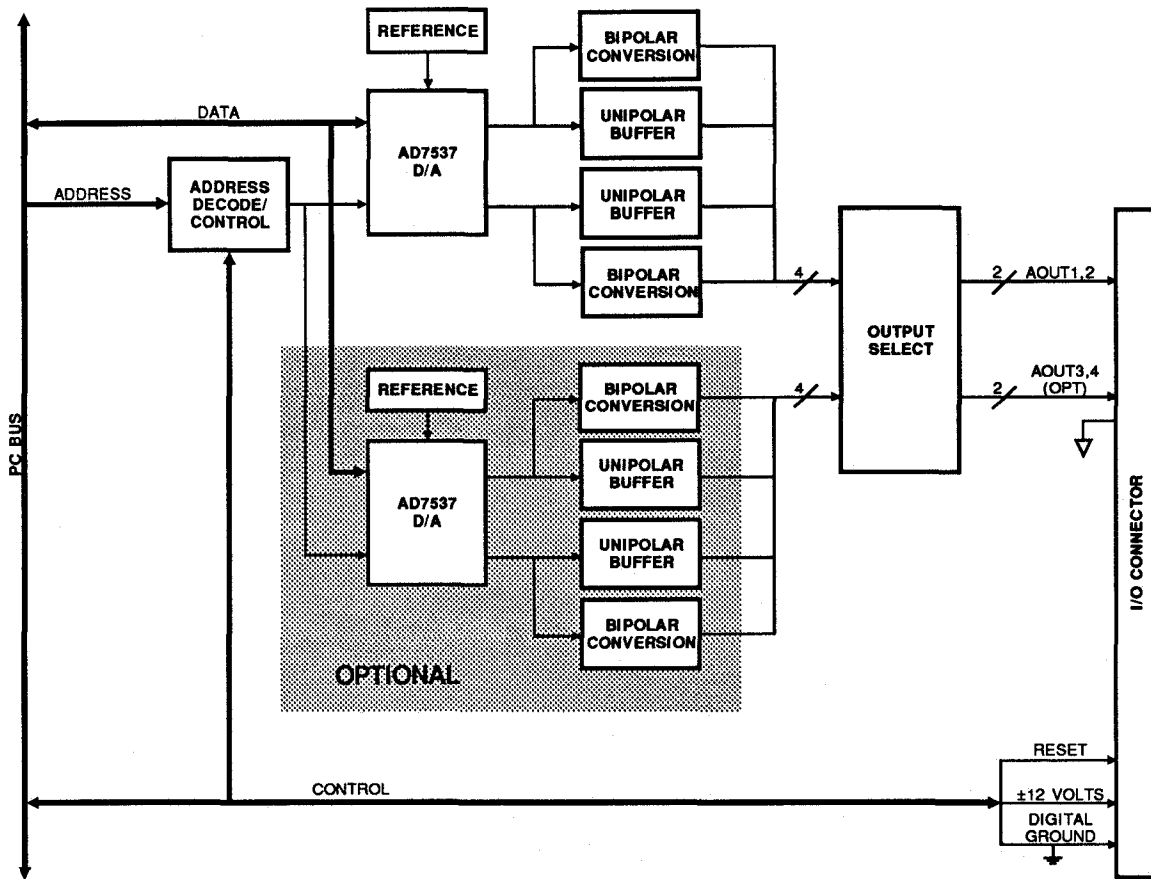 REFERENCE
BIPOLAR
CONVERSION
DATA
AD7537
D/A
UNIPOLAR
BUFFER
ADDRESS
ADDRESS
DECODE/
CONTROL
UNIPOLAR
BUFFER
BIPOLAR
CONVERSION
4
OUTPUT
SELECT
2
AOUT1,2
REFERENCE
BIPOLAR
CONVERSION
4
2
AOUT3,4
(OPT)
PC BUS
AD7537
D/A
UNIPOLAR
BUFFER
UNIPOLAR
BUFFER
BIPOLAR
CONVERSION
OPTIONAL
I/O CONNECTOR
CONTROL
RESET
±12 VOLTS
DIGITAL
GROUND